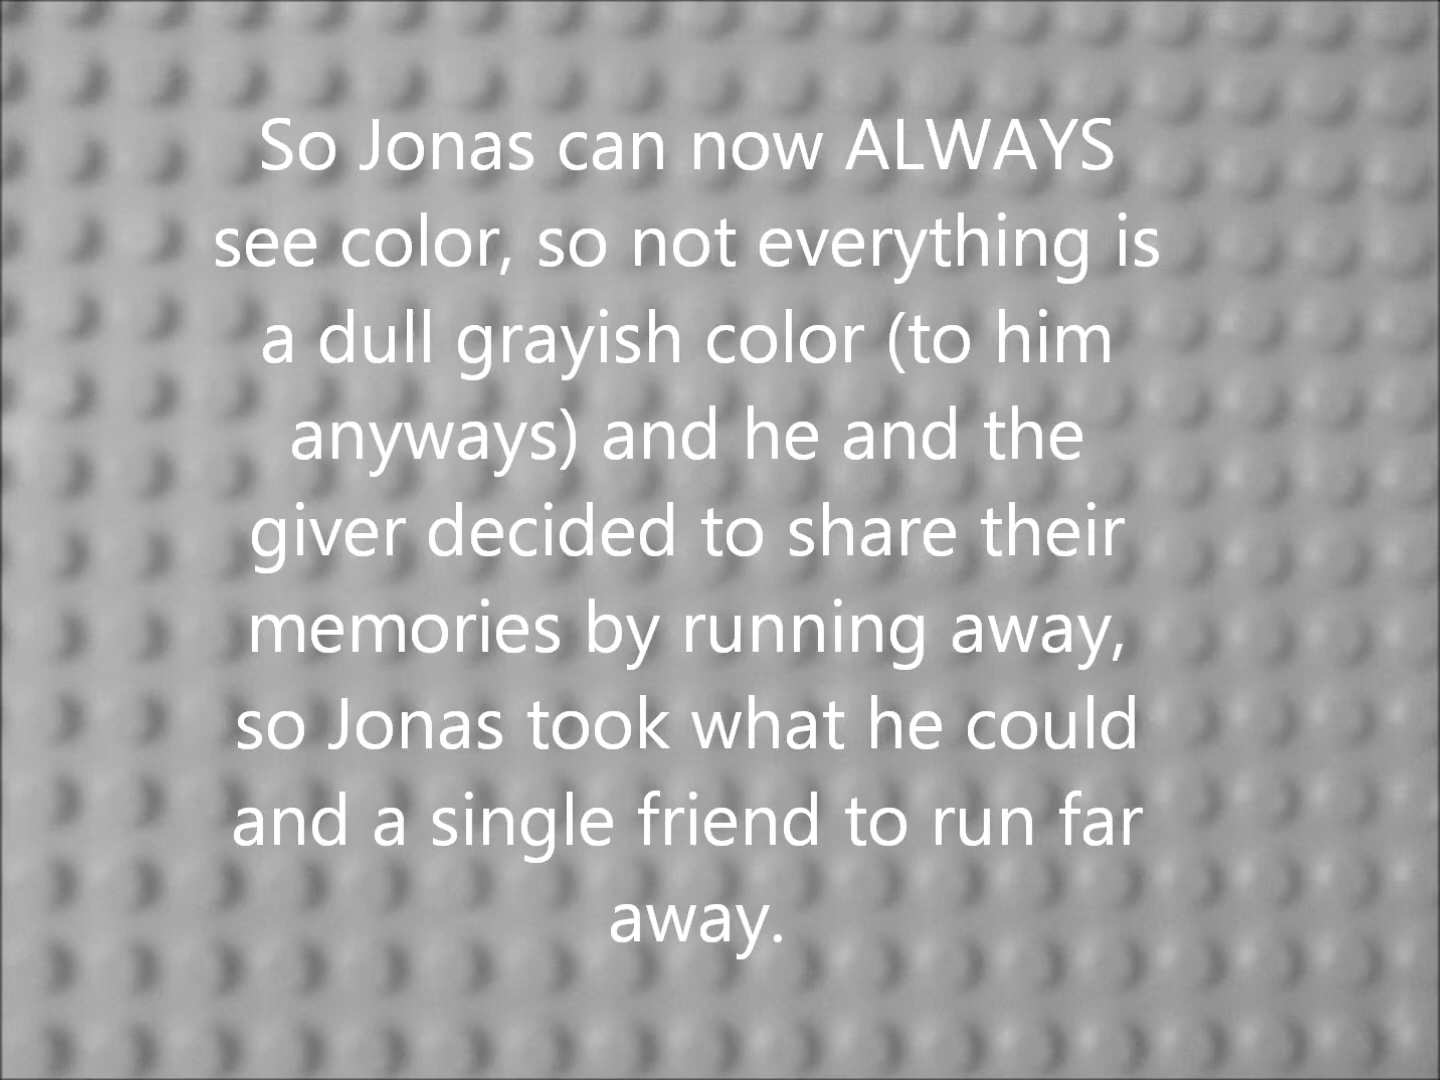 So Jonas can now ALWAYS
see color, so not everything is
a dull grayish color (to him
anyways) and he and the
giver decided to share their
memories by running away,
so Jonas took what he could
and a single friend to run far
away.